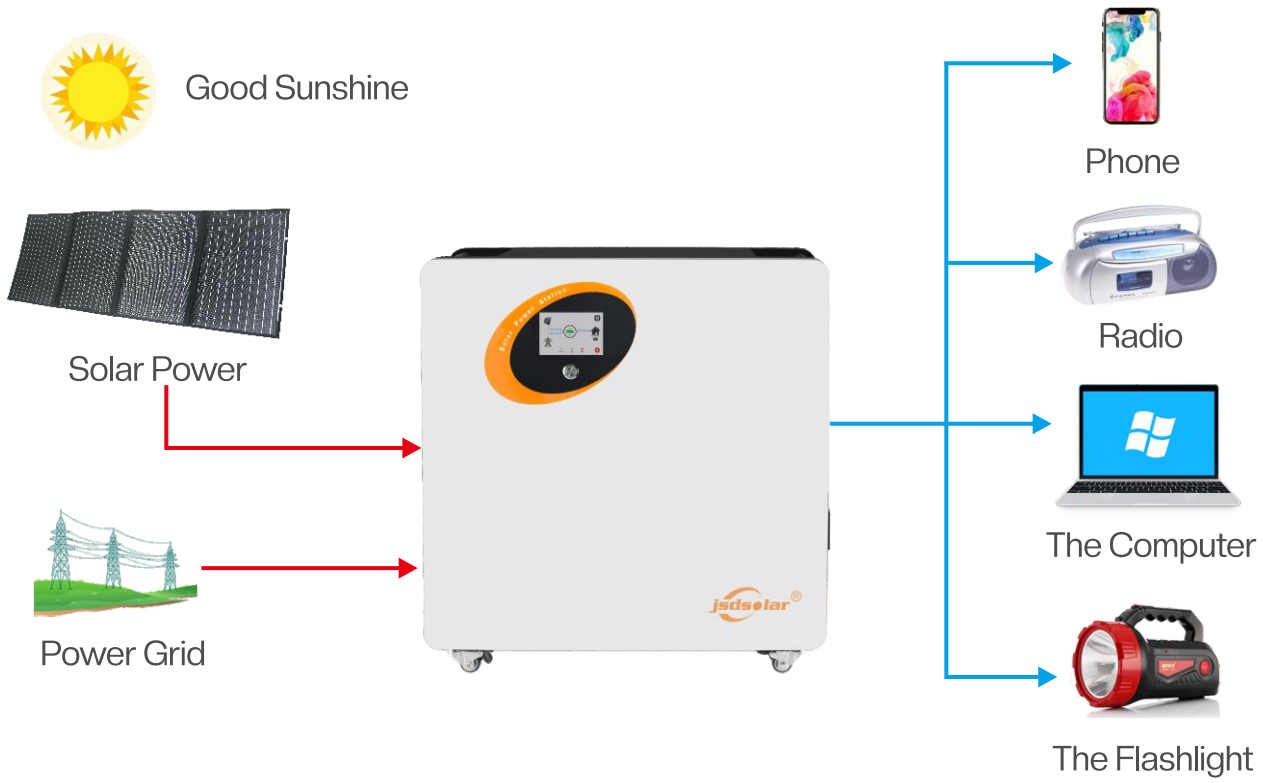 Good Sunshine
Solar Power
Power Grid
Solar Power Station
jsdsolar®
Phone
Radio
The Computer
The Flashlight